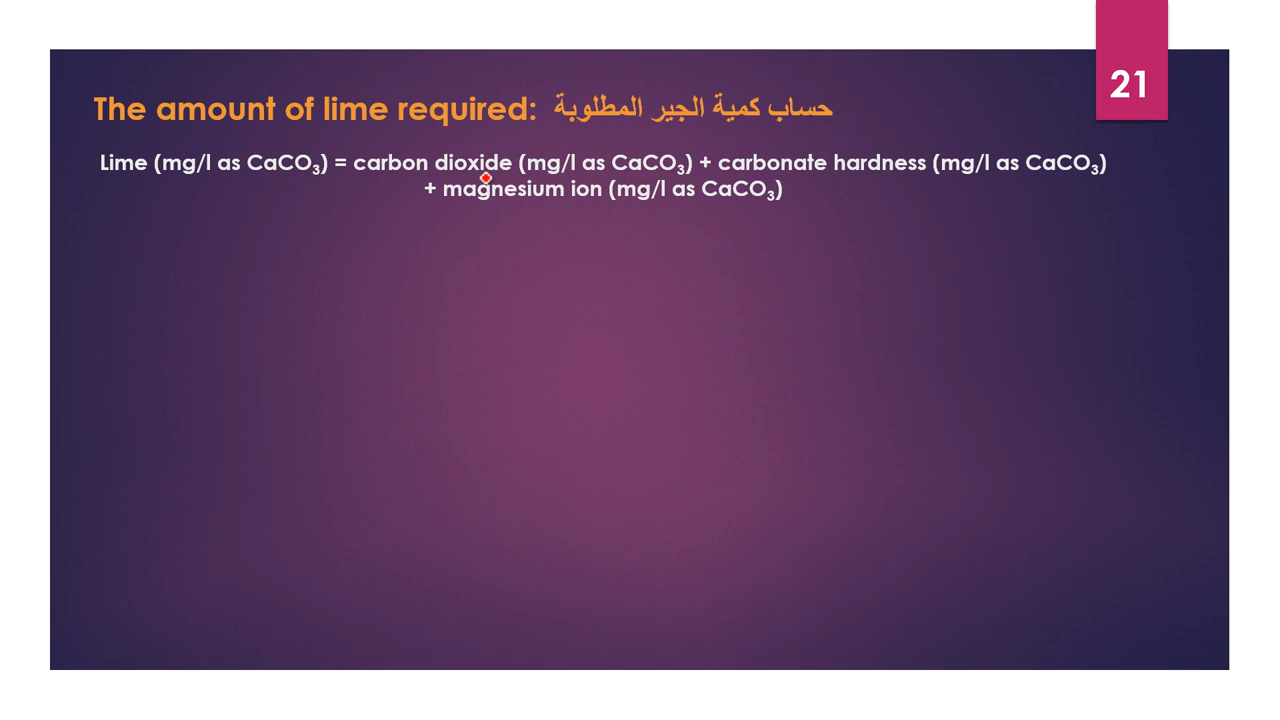 21
The amount of lime required: حساب كمية الجير المطلوبة
Lime (mg/l as CaCO₃) = carbon dioxide (mg/l as CaCO₃) + carbonate hardness (mg/l as CaCO₃)
+ magnesium ion (mg/l as CaCO₃)